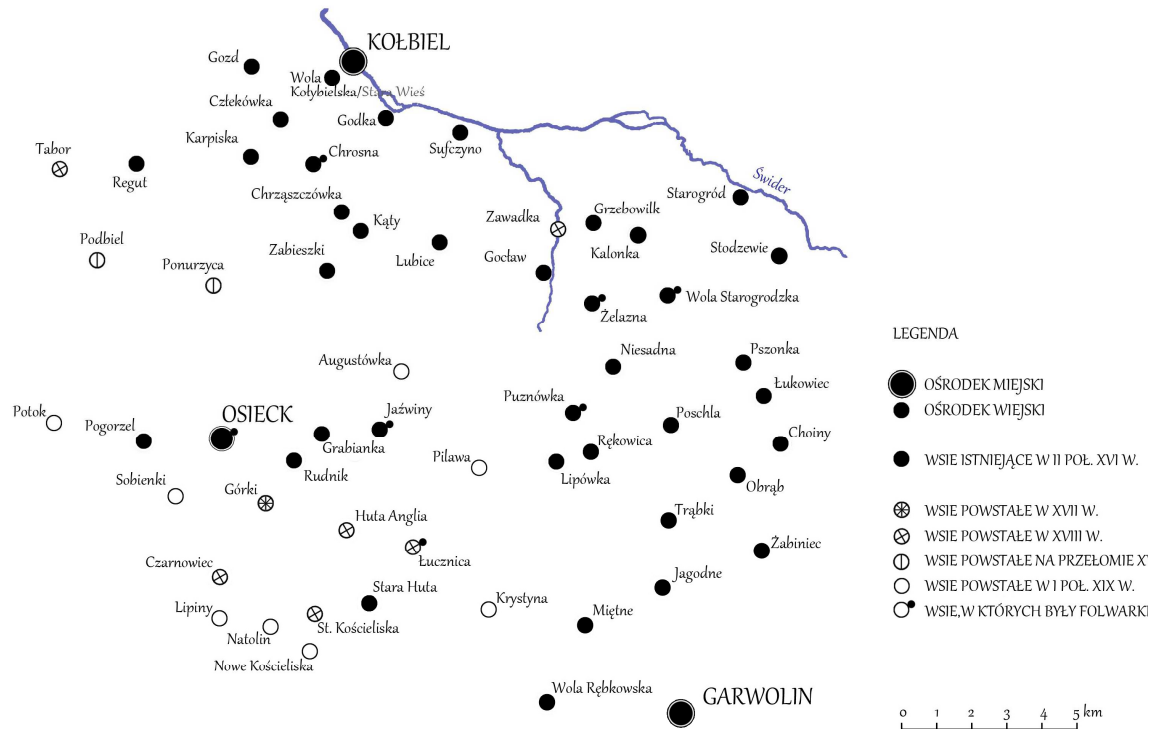 KOŁBIEL
Gozd
Wola
Kołybielska/Stara Wieś
Człekówka
Godka
Karpiska
Sufczyno
Tabor
Chrosna
Regut
Świder
Chrząszczówka
Starogród
Grzebowilk
Zawadka
Kąty
Podbiel
Zabieszki
Kalonka
Słodzewie
Lubice
Gocław
Ponurzyca
Wola Starogrodzka
Żelazna
LEGENDA
Niesadna
Pszonka
Augustówka
OŚRODEK MIEJSKI
Łukowiec
Puznówka
Potok
OSIECK
Jaźwiny
OŚRODEK WIEJSKI
Poschla
Pogorzel
Choiny
Grabianka
Rękowica
Pilawa
WSIE ISTNIEJĄCE W II POŁ. XVI W.
Rudnik
Lipówka
Sobienki
Obrąb
Górki
WSIE POWSTAŁE W XVII W.
Trąbki
Huta Anglia
WSIE POWSTAŁE W XVIII W.
Żabiniec
Łucznica
WSIE POWSTAŁE NA PRZEŁOMIE
Czarnowiec
Jagodne
WSIE POWSTAŁE W I POŁ. XIX W.
Stara Huta
Krystyna
Lipiny
WSIE,W KTÓRYCH BYŁY FOLWARKI
Miętne
St. Kościeliska
Natolin
Nowe Kościeliska
Wola Rębkowska
GARWOLIN
0 1 2 3 4 5 km